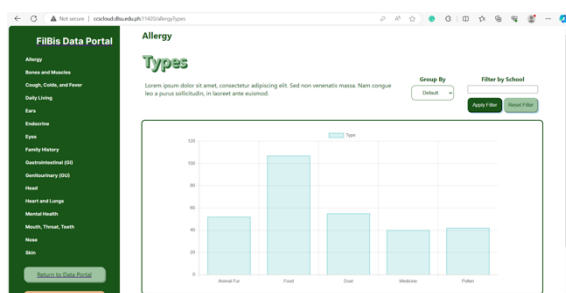 Not secure | ccscloud.dlsu.edu.ph:11420/allergyTypes
FilBis Data Portal
Allergy
Bones and Muscles
Cough, Colds, and Fever
Daily Living
Ears
Endocrine
Eyes
Family History
Gastrointestinal (GI)
Genitourinary (GU)
Head
Heart and Lungs
Mental Health
Mouth, Throat, Teeth
Nose
Skin
Return to Data Portal
Allergy
Types
Lorem ipsum dolor sit amet, consectetur adipiscing elit. Sed non venenatis massa. Nam congue
leo a purus sollicitudin, in laoreet ante euismod.
Group By
Default
Filter by School
Apply Filter
Reset Filter
Type
120
100
80
60
40
20
0
Animal Fur
Food
Dust
Medicine
Pollen